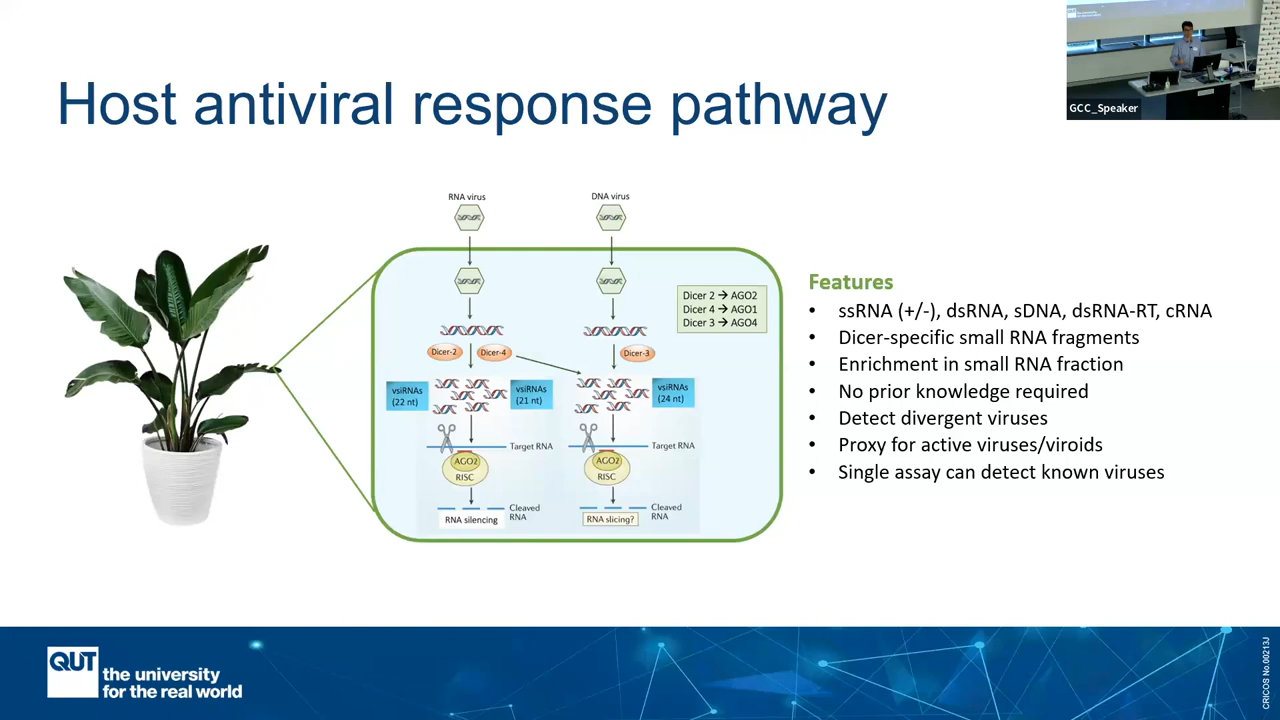 GCC_Speaker
Host antiviral response pathway
RNA virus
DNA virus
Dicer 2 → AGO2
Dicer 4 → AGO1
Dicer 3 → AGO4
Dicer-2
Dicer-4
Dicer-3
vsiRNAs
(22 nt)
vsiRNAs
(21 nt)
vsiRNAs
(24 nt)
Target RNA
Target RNA
AGO2
RISC
AGO2
RISC
Cleaved
RNA
Cleaved
RNA
RNA silencing
RNA slicing?
Features
• ssRNA (+/-), dsRNA, sDNA, dsRNA-RT, cRNA
• Dicer-specific small RNA fragments
• Enrichment in small RNA fraction
• No prior knowledge required
• Detect divergent viruses
• Proxy for active viruses/viroids
• Single assay can detect known viruses
QUT
the university
for the real world
CRICOS No.00213J